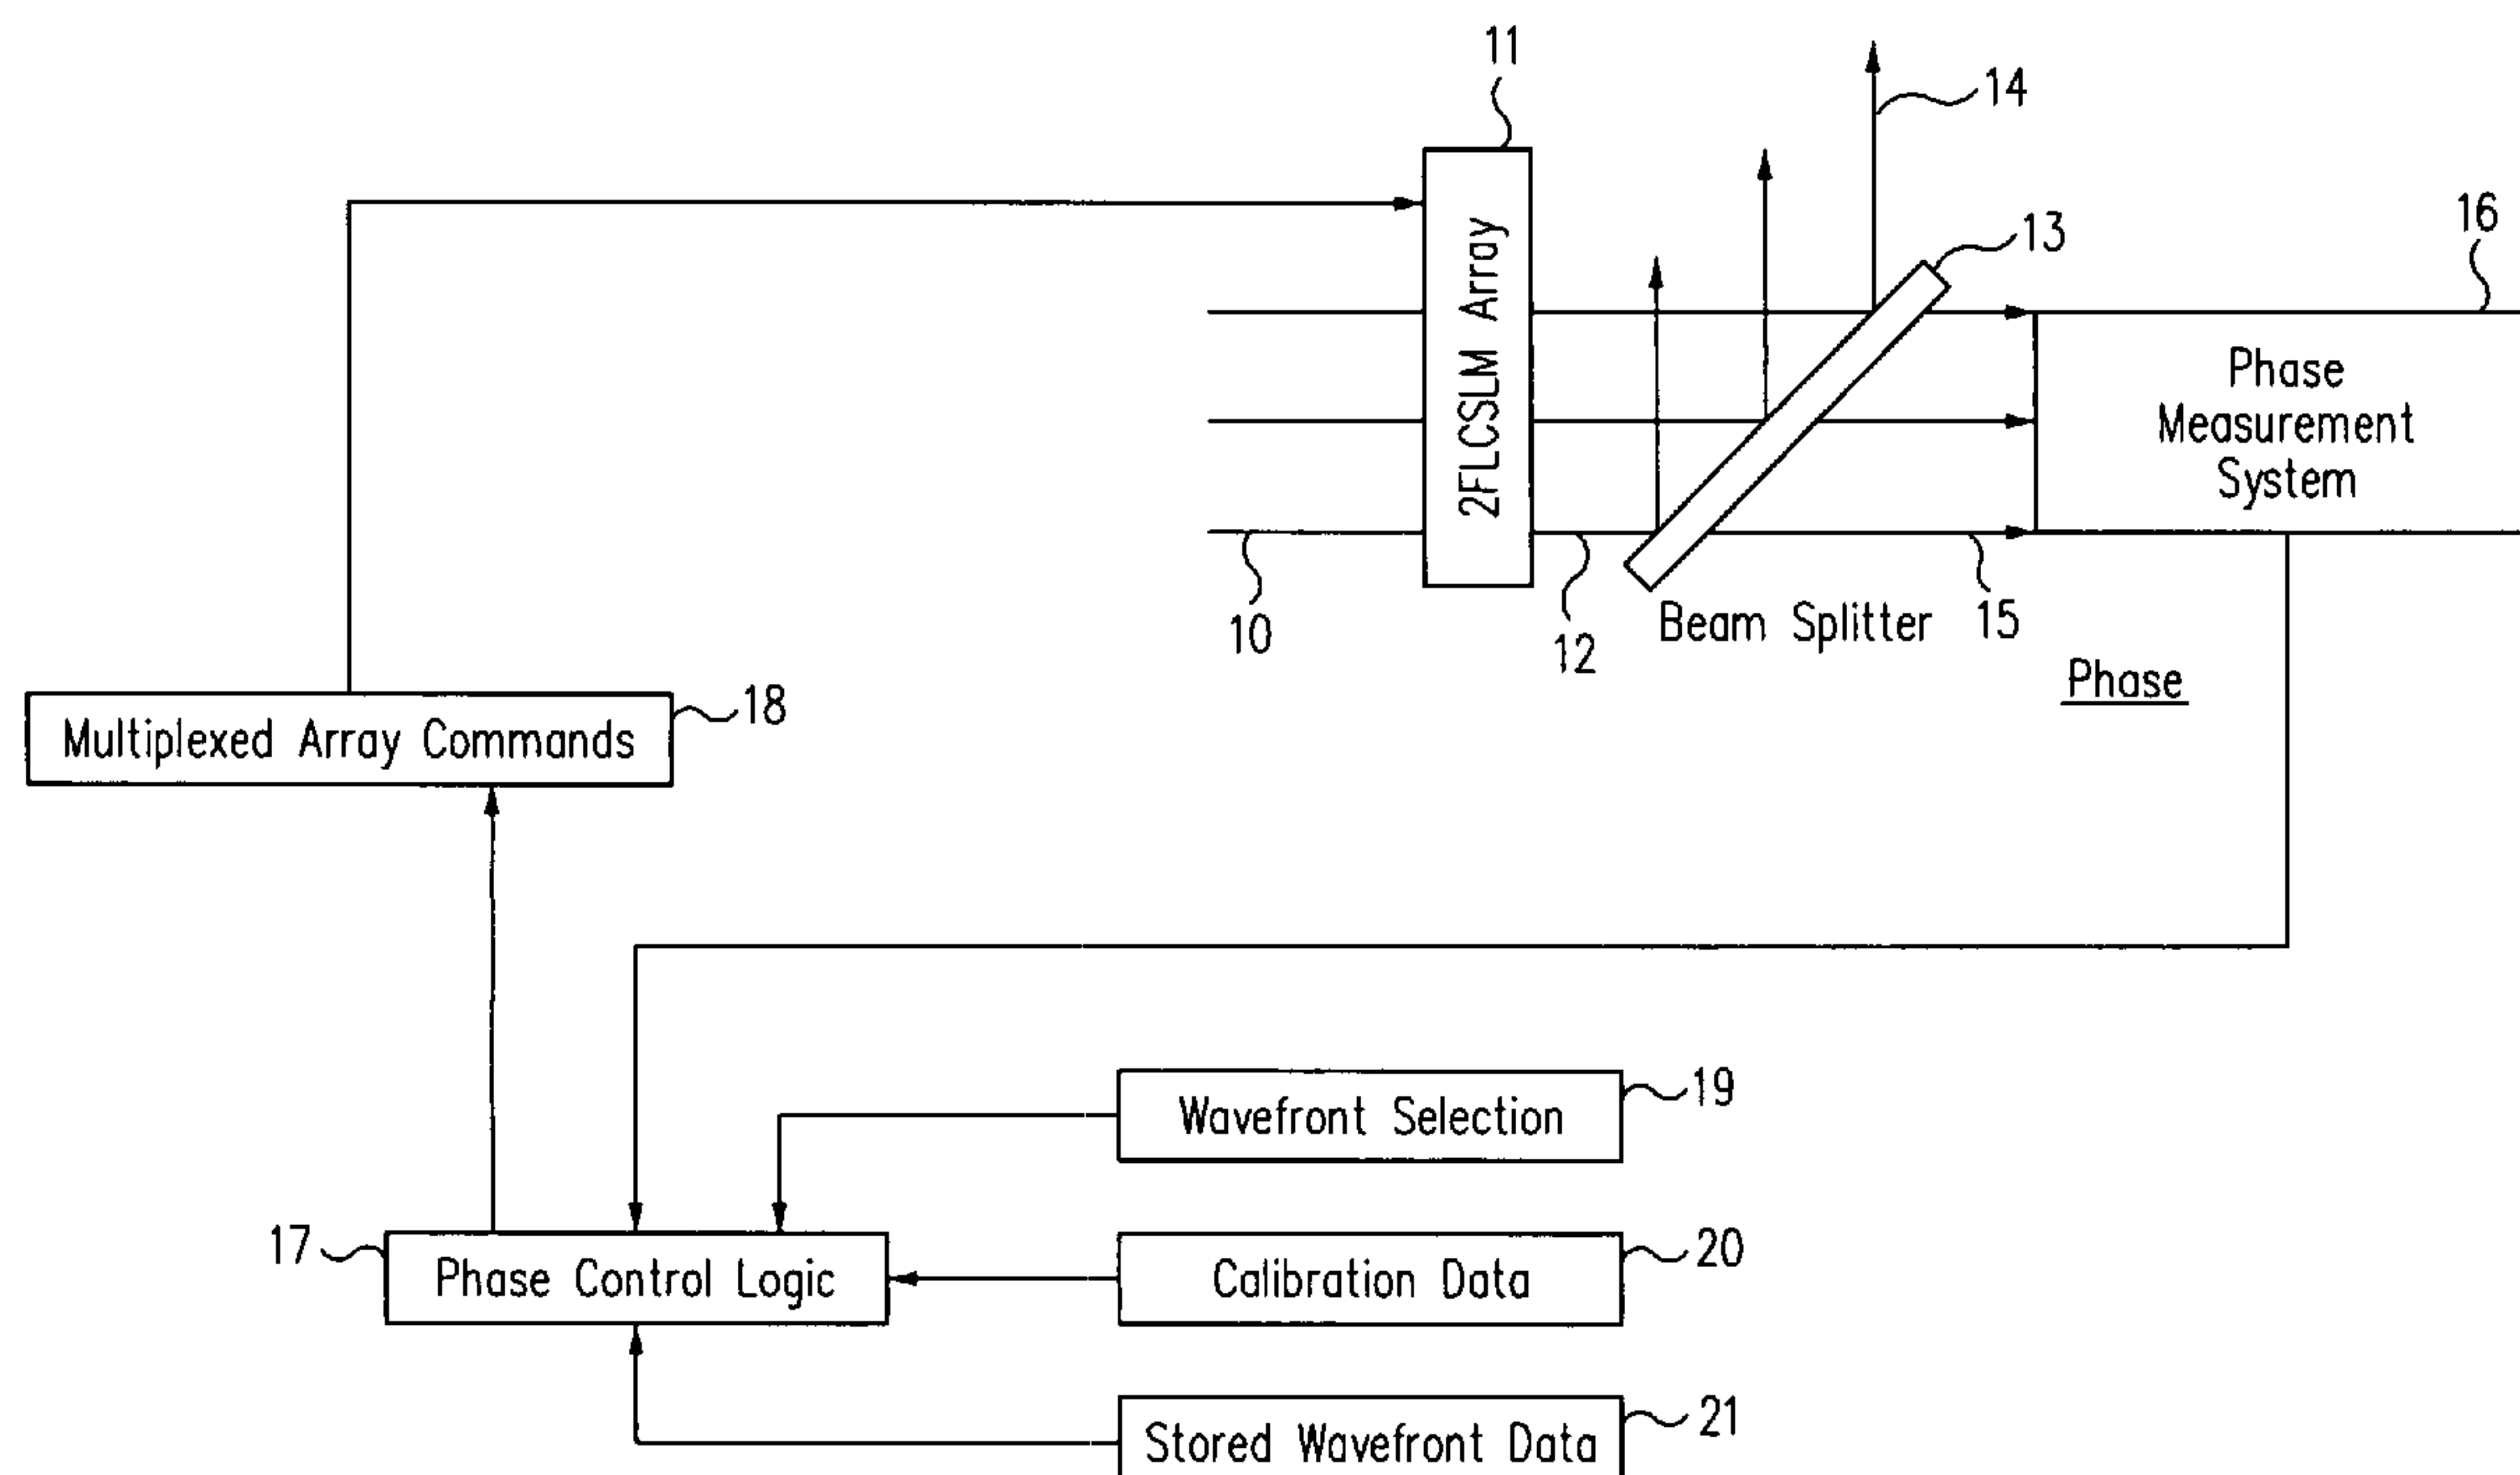 11
14
13
16
2FLCSLM Array
Phase
Measurement
System
10
12
Beam Splitter
15
Phase
18
Multiplexed Array Commands
19
Wavefront Selection
17
Phase Control Logic
20
Calibration Data
21
Stored Wavefront Data